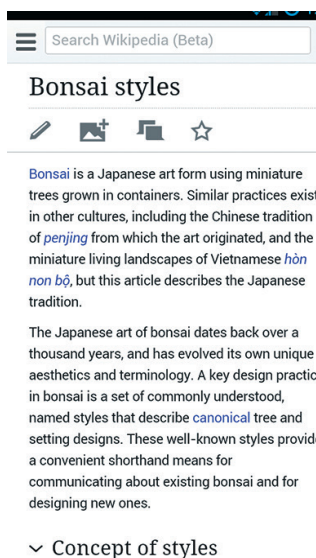 Search Wikipedia (Beta)
Bonsai styles
Bonsai is a Japanese art form using miniature
trees grown in containers. Similar practices exist
in other cultures, including the Chinese tradition
of penjing from which the art originated, and the
miniature living landscapes of Vietnamese hòn
non bộ, but this article describes the Japanese
tradition.
The Japanese art of bonsai dates back over a
thousand years, and has evolved its own unique
aesthetics and terminology. A key design practic
in bonsai is a set of commonly understood,
named styles that describe canonical tree and
setting designs. These well-known styles provide
a convenient shorthand means for
communicating about existing bonsai and for
designing new ones.
Concept of styles